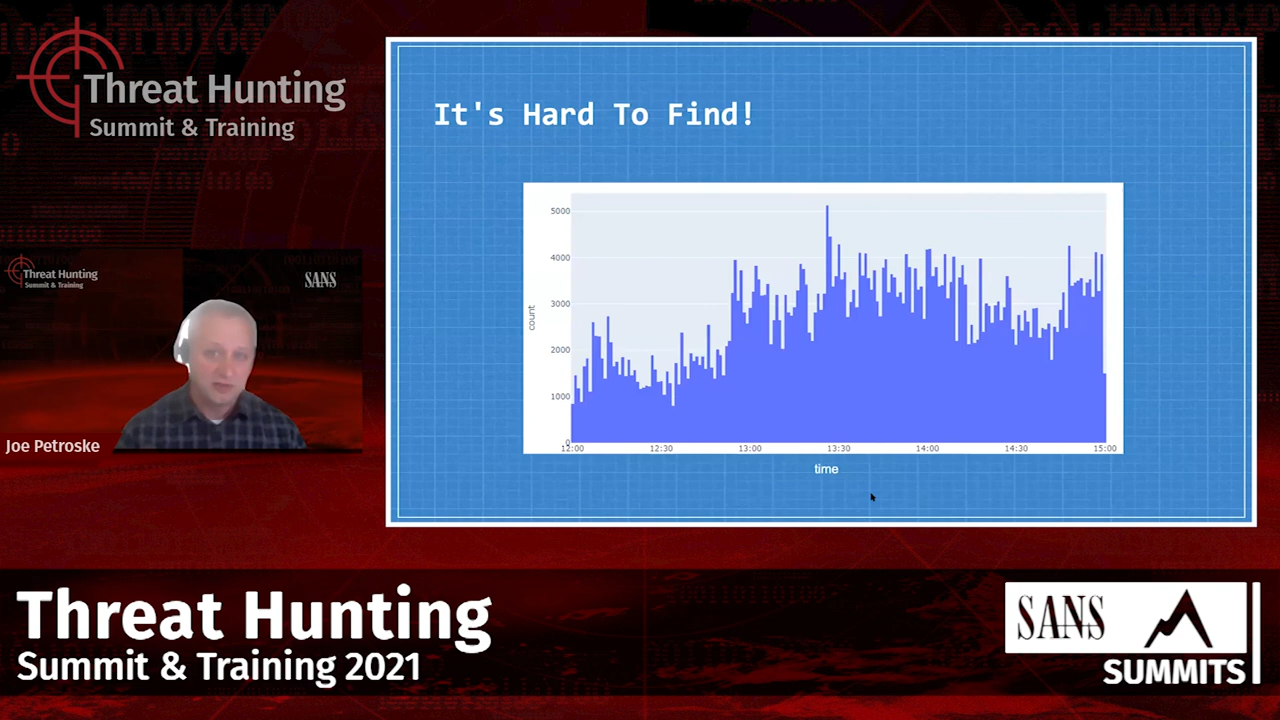 Threat Hunting
Summit & Training
It's Hard To Find!
5000
4000
3000
2000
1000
0
count
12:00 12:30 13:00 13:30 14:00 14:30 15:00
time
Threat Hunting
Summit & Training
SANS
Joe Petroske
Threat Hunting
Summit & Training 2021
SANS
SUMMITS